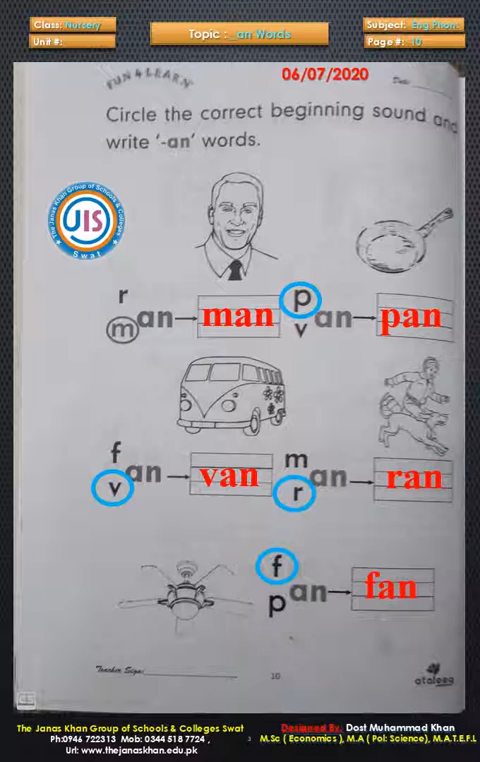 Class: Nursery
Unit #:
Topic : _an Words
Subject: Eng Phon:
Page #: 10
06/07/2020
FUN 4 LEARN
Date
Circle the correct beginning sound and
write '-an' words.
The Janas Khan Group of Schools & Colleges
JIS
Swat
r
m
an
man
p
v
an
pan
f
v
an
van
m
r
an
ran
f
p
an
fan
Teacher Sign:
10
The Janas Khan Group of Schools & Colleges Swat
Ph:0946 722313 Mob: 0344 518 7724 ,
Url: www.thejanaskhan.edu.pk
3
Designed By: Dost Muhammad Khan
M.Sc ( Economics ), M.A ( Pol: Science), M.A.T.E.F.L